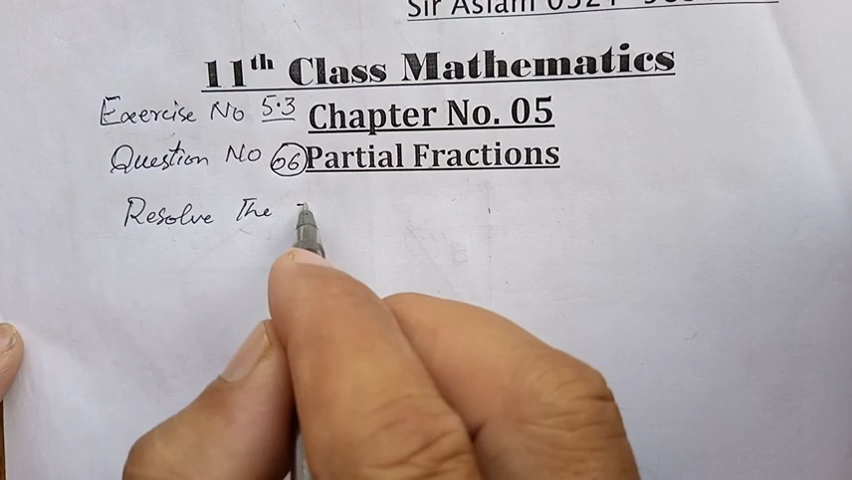 Sir Aslam 0321
11th Class Mathematics
Exercise No 5.3 Chapter No. 05
Question No 06 Partial Fractions
Resolve The